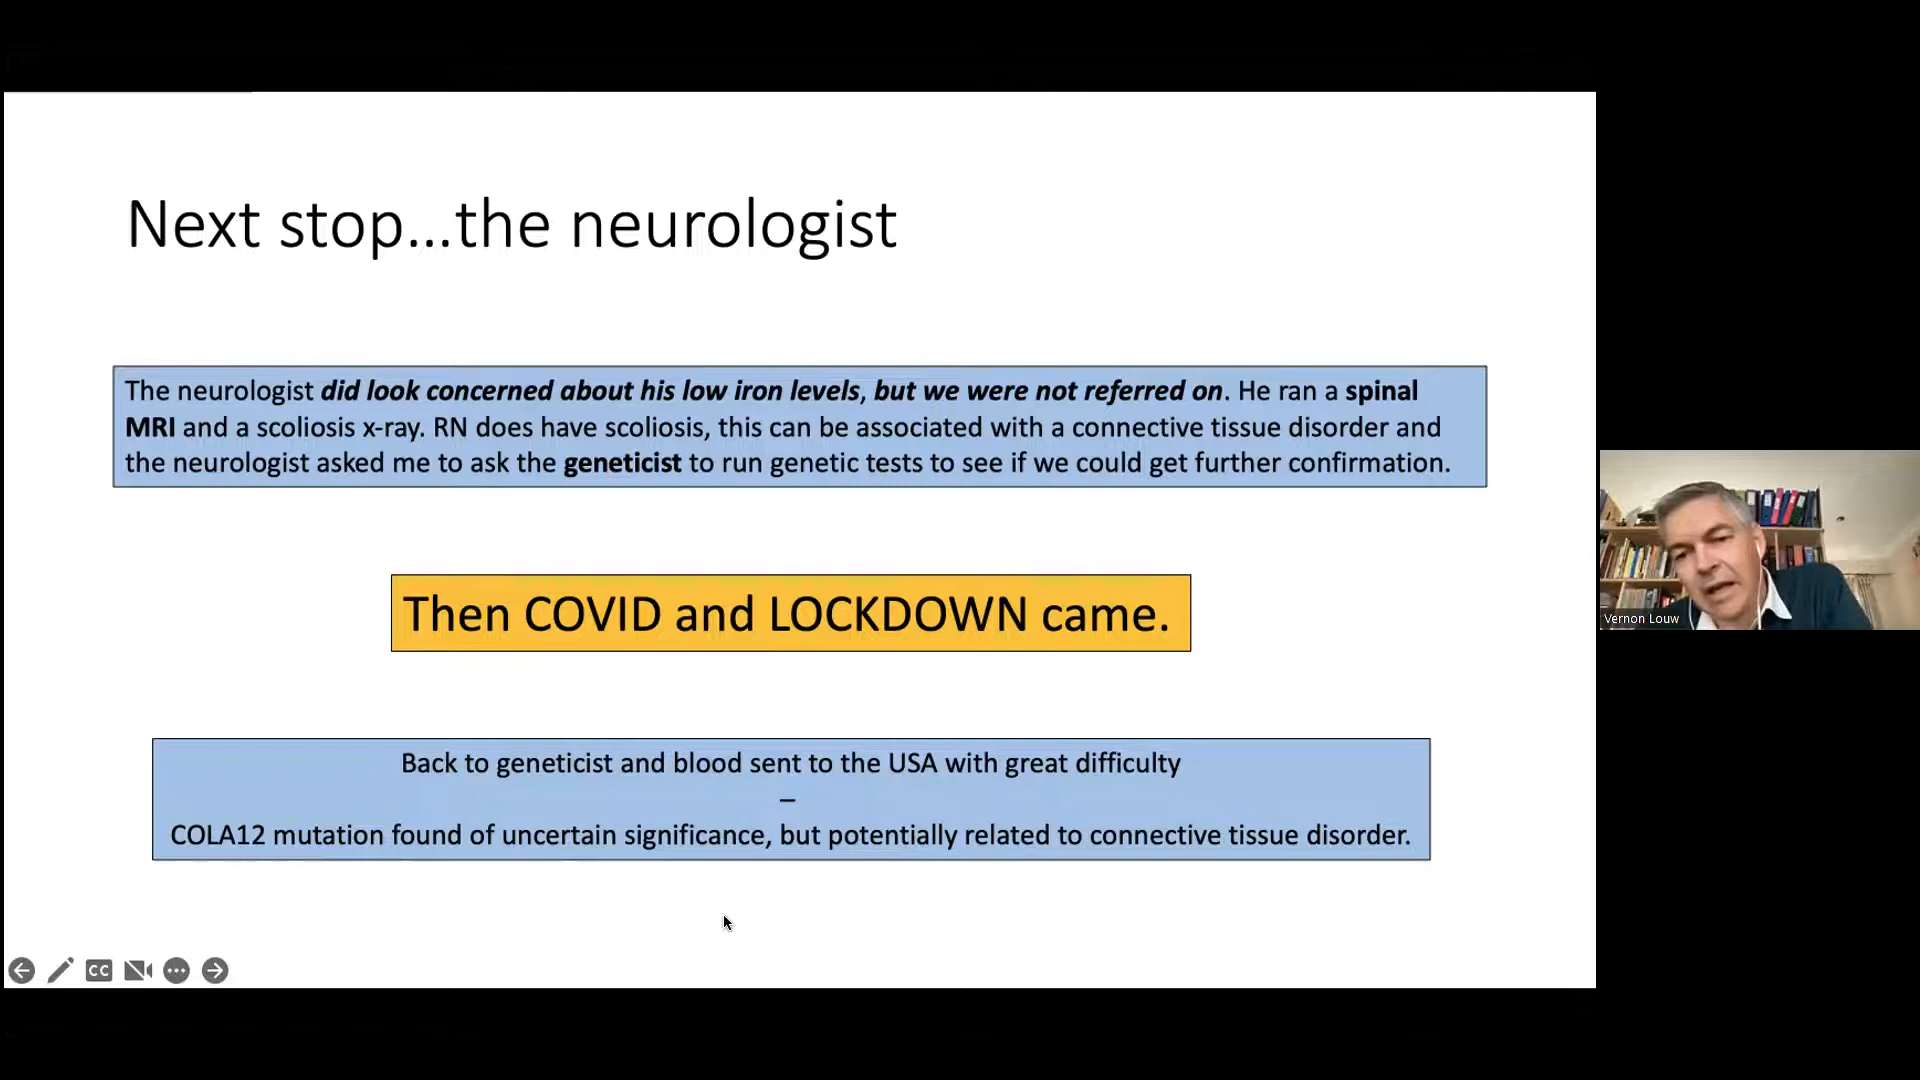 Next stop...the neurologist
The neurologist did look concerned about his low iron levels, but we were not referred on. He ran a spinal
MRI and a scoliosis x-ray. RN does have scoliosis, this can be associated with a connective tissue disorder and
the neurologist asked me to ask the geneticist to run genetic tests to see if we could get further confirmation.
Then COVID and LOCKDOWN came.
Back to geneticist and blood sent to the USA with great difficulty
–
COLA12 mutation found of uncertain significance, but potentially related to connective tissue disorder.
CC
Vernon Louw